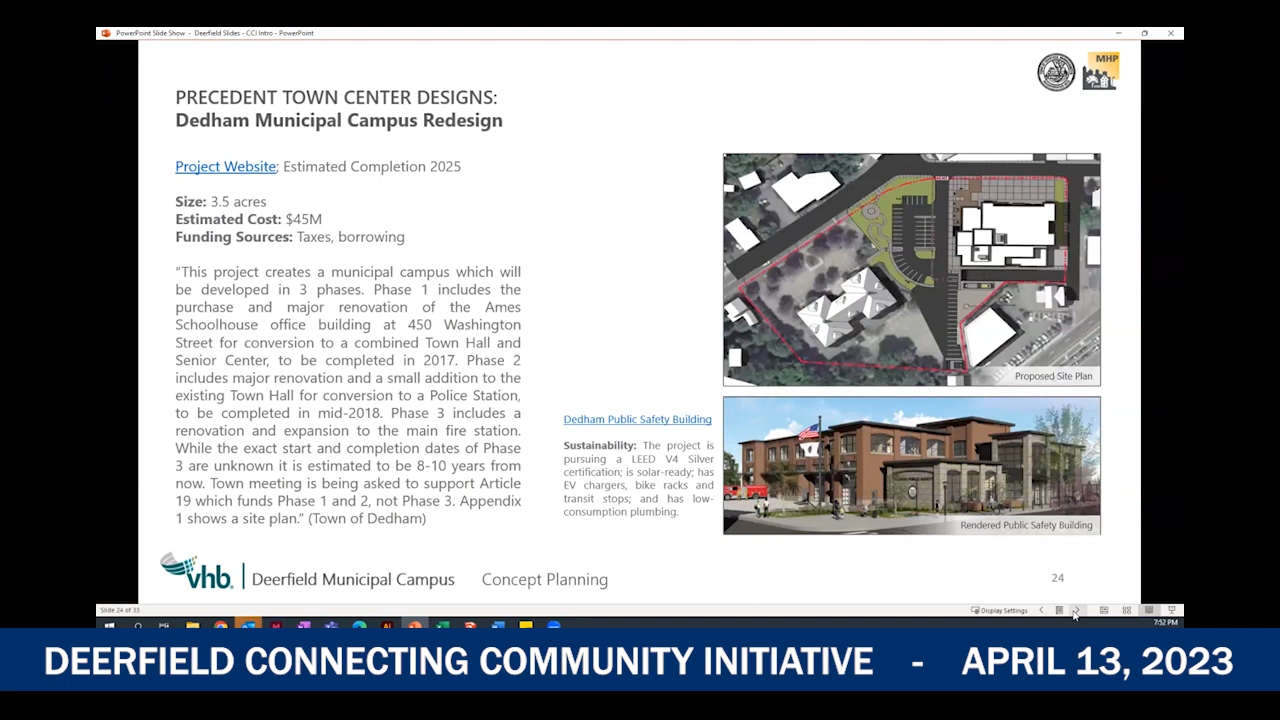 PowerPoint Slide Show - Deerfield Slides - CCI Intro - PowerPoint
MHP
PRECEDENT TOWN CENTER DESIGNS:
Dedham Municipal Campus Redesign
Project Website; Estimated Completion 2025
Size: 3.5 acres
Estimated Cost: $45M
Funding Sources: Taxes, borrowing
"This project creates a municipal campus which will
be developed in 3 phases. Phase 1 includes the
purchase and major renovation of the Ames
Schoolhouse office building at 450 Washington
Street for conversion to a combined Town Hall and
Senior Center, to be completed in 2017. Phase 2
includes major renovation and a small addition to the
existing Town Hall for conversion to a Police Station,
to be completed in mid-2018. Phase 3 includes a
renovation and expansion to the main fire station.
While the exact start and completion dates of Phase
3 are unknown it is estimated to be 8-10 years from
now. Town meeting is being asked to support Article
19 which funds Phase 1 and 2, not Phase 3. Appendix
1 shows a site plan." (Town of Dedham)
Proposed Site Plan
Dedham Public Safety Building
Sustainability: The project is
pursuing a LEED V4 Silver
certification; is solar-ready; has
EV chargers, bike racks and
transit stops; and has low-
consumption plumbing.
Rendered Public Safety Building
vhb. Deerfield Municipal Campus Concept Planning
24
Slide 24 of 33
Display Settings
7:52 PM
DEERFIELD CONNECTING COMMUNITY INITIATIVE - APRIL 13, 2023